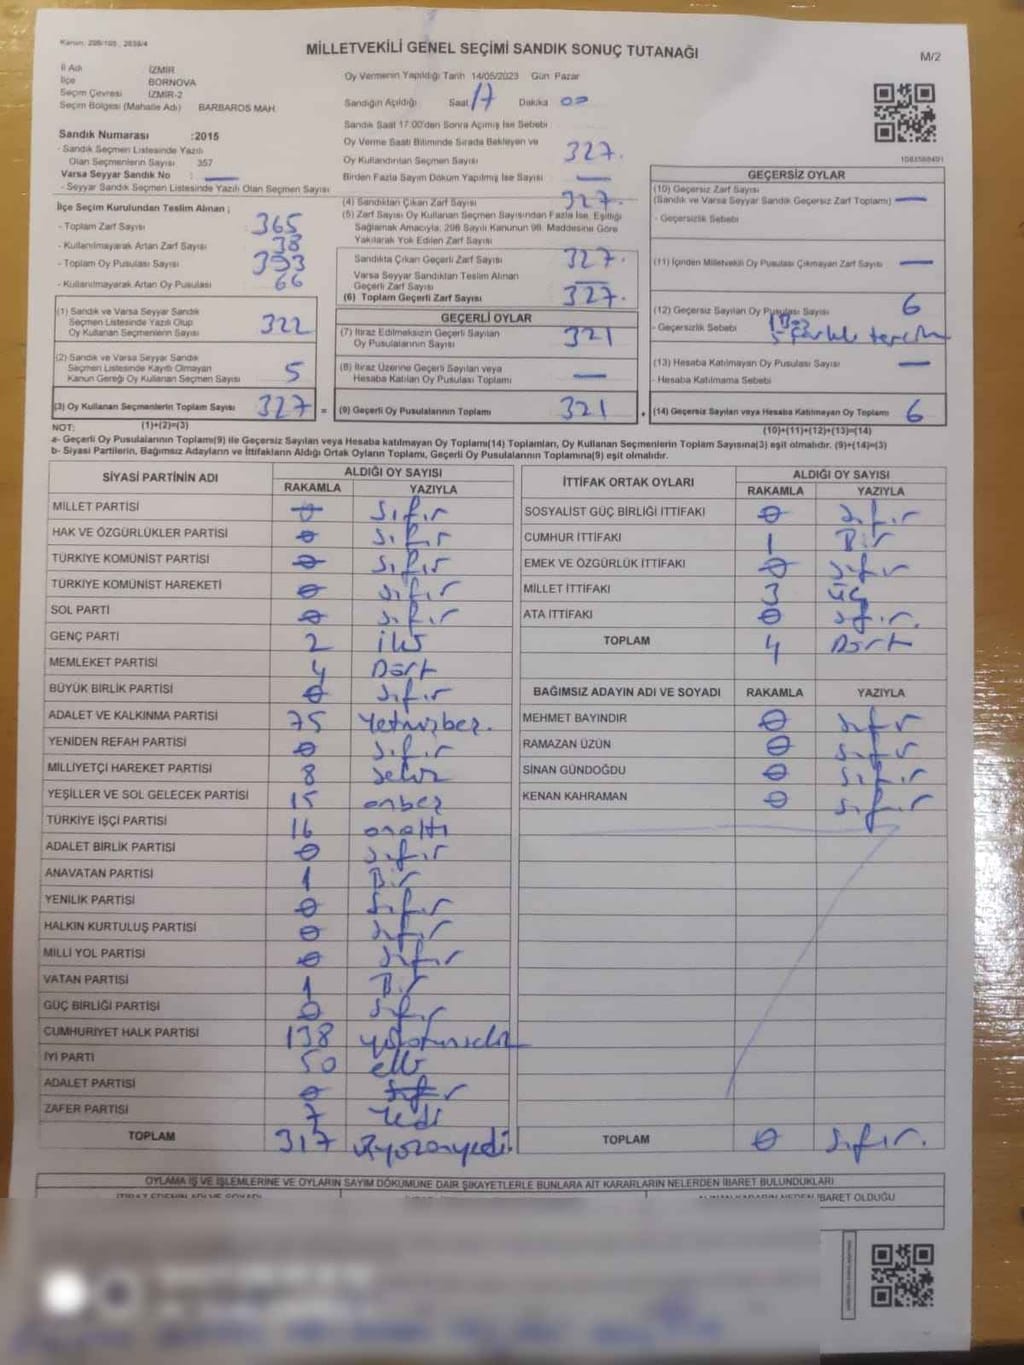 Kanun: 298/105 , 2839/4
MİLLETVEKİLİ GENEL SEÇİMİ SANDIK SONUÇ TUTANAĞI
M/2
İl Adı İZMİR
İlçe BORNOVA
Seçim Çevresi İZMİR-2
Seçim Bölgesi (Mahalle Adı) BARBAROS MAH.
Oy Vermenin Yapıldığı Tarih 14/05/2023 Gün Pazar
Sandığın Açıldığı Saat 17 Dakika 00
Sandık Saat 17:00'den Sonra Açılmış İse Sebebi
Sandık Numarası :2015
- Sandık Seçmen Listesinde Yazılı
Olan Seçmenlerin Sayısı 357
Varsa Seyyar Sandık No : —
- Seyyar Sandık Seçmen Listesinde Yazılı Olan Seçmen Sayısı
Oy Verme Saati Bitiminde Sırada Bekleyen ve
Oy Kullandırılan Seçmen Sayısı 327.
Birden Fazla Sayım Döküm Yapılmış İse Sayısı —
İlçe Seçim Kurulundan Teslim Alınan ;
- Toplam Zarf Sayısı 365
- Kullanılmayarak Artan Zarf Sayısı 38
- Toplam Oy Pusulası Sayısı 393
- Kullanılmayarak Artan Oy Pusulası 66
(4) Sandıktan Çıkan Zarf Sayısı 327.
(5) Zarf Sayısı Oy Kullanan Seçmen Sayısından Fazla İse, Eşitliği
Sağlamak Amacıyla, 298 Sayılı Kanunun 98. Maddesine Göre
Yakılarak Yok Edilen Zarf Sayısı
Sandıkta Çıkan Geçerli Zarf Sayısı 327.
Varsa Seyyar Sandıktan Teslim Alınan
Geçerli Zarf Sayısı —
(6) Toplam Geçerli Zarf Sayısı 327.
1083568491
GEÇERSİZ OYLAR
(10) Geçersiz Zarf Sayısı
(Sandık ve Varsa Seyyar Sandık Geçersiz Zarf Toplamı) —
- Geçersizlik Sebebi
(11) İçinden Milletvekili Oy Pusulası Çıkmayan Zarf Sayısı —
(12) Geçersiz Sayılan Oy Pusulası Sayısı 6
- Geçersizlik Sebebi
(13) Hesaba Katılmayan Oy Pusulası Sayısı —
- Hesaba Katılmama Sebebi
(1) Sandık ve Varsa Seyyar Sandık
Seçmen Listesinde Yazılı Olup
Oy Kullanan Seçmenlerin Sayısı 322
(2) Sandık ve Varsa Seyyar Sandık
Seçmen Listesinde Kayıtlı Olmayan
Kanun Gereği Oy Kullanan Seçmen Sayısı 5
GEÇERLİ OYLAR
(7) İtiraz Edilmeksizin Geçerli Sayılan
Oy Pusulalarının Sayısı 321
(8) İtiraz Üzerine Geçerli Sayılan veya
Hesaba Katılan Oy Pusulası Toplamı —
(3) Oy Kullanan Seçmenlerin Toplam Sayısı 327 = (9) Geçerli Oy Pusulalarının Toplamı 321 + (14) Geçersiz Sayılan veya Hesaba Katılmayan Oy Toplamı 6
NOT: (1)+(2)=(3) (10)+(11)+(12)+(13)=(14)
a- Geçerli Oy Pusulalarının Toplamı(9) ile Geçersiz Sayılan veya Hesaba katılmayan Oy Toplamı(14) Toplamları, Oy Kullanan Seçmenlerin Toplam Sayısına(3) eşit olmalıdır. (9)+(14)=(3)
b- Siyasi Partilerin, Bağımsız Adayların ve İttifakların Aldığı Ortak Oyların Toplamı, Geçerli Oy Pusulalarının Toplamına(9) eşit olmalıdır.
SİYASİ PARTİNİN ADI ALDIĞI OY SAYISI
RAKAMLA YAZIYLA
MİLLET PARTİSİ 0 sıfır
HAK VE ÖZGÜRLÜKLER PARTİSİ 0 sıfır
TÜRKİYE KOMÜNİST PARTİSİ 0 sıfır
TÜRKİYE KOMÜNİST HAREKETİ 0 sıfır
SOL PARTİ 0 sıfır
GENÇ PARTİ 2 iki
MEMLEKET PARTİSİ 4 Dört
BÜYÜK BİRLİK PARTİSİ 0 sıfır
ADALET VE KALKINMA PARTİSİ 75 Yetmişbeş.
YENİDEN REFAH PARTİSİ 0 sıfır
MİLLİYETÇİ HAREKET PARTİSİ 8 sekiz
YEŞİLLER VE SOL GELECEK PARTİSİ 15 onbeş
TÜRKİYE İŞÇİ PARTİSİ 16 onaltı
ADALET BİRLİK PARTİSİ 0 sıfır
ANAVATAN PARTİSİ 1 Bir
YENİLİK PARTİSİ 0 sıfır
HALKIN KURTULUŞ PARTİSİ 0 sıfır
MİLLİ YOL PARTİSİ 0 sıfır
VATAN PARTİSİ 1 Bir
GÜÇ BİRLİĞİ PARTİSİ 0 sıfır
CUMHURİYET HALK PARTİSİ 138 yüzotuzsekiz
İYİ PARTİ 50 elli
ADALET PARTİSİ 0 sıfır
ZAFER PARTİSİ 7 Yedi
TOPLAM 317 üçyüzonyedi.
İTTİFAK ORTAK OYLARI ALDIĞI OY SAYISI
RAKAMLA YAZIYLA
SOSYALİST GÜÇ BİRLİĞİ İTTİFAKI 0 sıfır
CUMHUR İTTİFAKI 1 Bir
EMEK VE ÖZGÜRLÜK İTTİFAKI 0 sıfır
MİLLET İTTİFAKI 3 üç
ATA İTTİFAKI 0 sıfır.
TOPLAM 4 Dört
BAĞIMSIZ ADAYIN ADI VE SOYADI RAKAMLA YAZIYLA
MEHMET BAYINDIR 0 sıfır
RAMAZAN ÜZÜN 0 sıfır
SİNAN GÜNDOĞDU 0 sıfır
KENAN KAHRAMAN 0 sıfır
TOPLAM 0 sıfır.
OYLAMA İŞ VE İŞLEMLERİNE VE OYLARIN SAYIM DÖKÜMÜNE DAİR ŞİKAYETLERLE BUNLARA AİT KARARLARIN NELERDEN İBARET BULUNDUKLARI
İBARET OLDUĞU